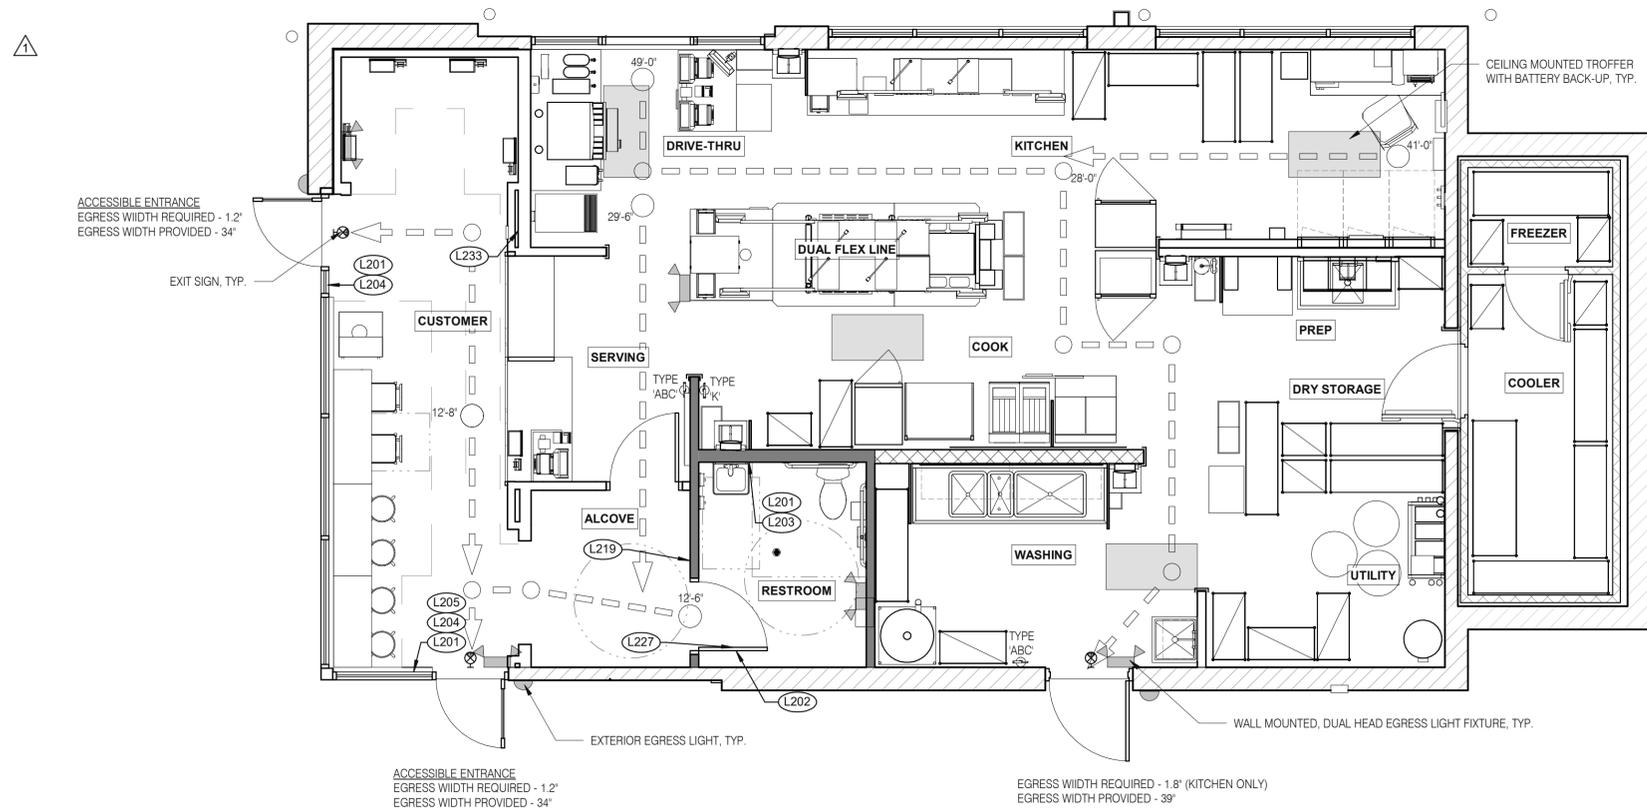 1
49'-0"
CEILING MOUNTED TROFFER
WITH BATTERY BACK-UP, TYP.
DRIVE-THRU
KITCHEN
41'-0"
28'-0"
ACCESSIBLE ENTRANCE
EGRESS WIIDTH REQUIRED - 1.2"
EGRESS WIDTH PROVIDED - 34"
29'-6"
FREEZER
L233
DUAL FLEX LINE
L201
L204
EXIT SIGN, TYP.
CUSTOMER
PREP
SERVING
COOK
TYPE
'ABC'
TYPE
'K'
DRY STORAGE
COOLER
12'-8"
L201
L203
ALCOVE
L219
WASHING
UTILITY
RESTROOM
12'-6"
L205
L204
L201
L227
TYPE
'ABC'
L202
WALL MOUNTED, DUAL HEAD EGRESS LIGHT FIXTURE, TYP.
EXTERIOR EGRESS LIGHT, TYP.
ACCESSIBLE ENTRANCE
EGRESS WIIDTH REQUIRED - 1.2"
EGRESS WIDTH PROVIDED - 34"
EGRESS WIIDTH REQUIRED - 1.8" (KITCHEN ONLY)
EGRESS WIDTH PROVIDED - 39"